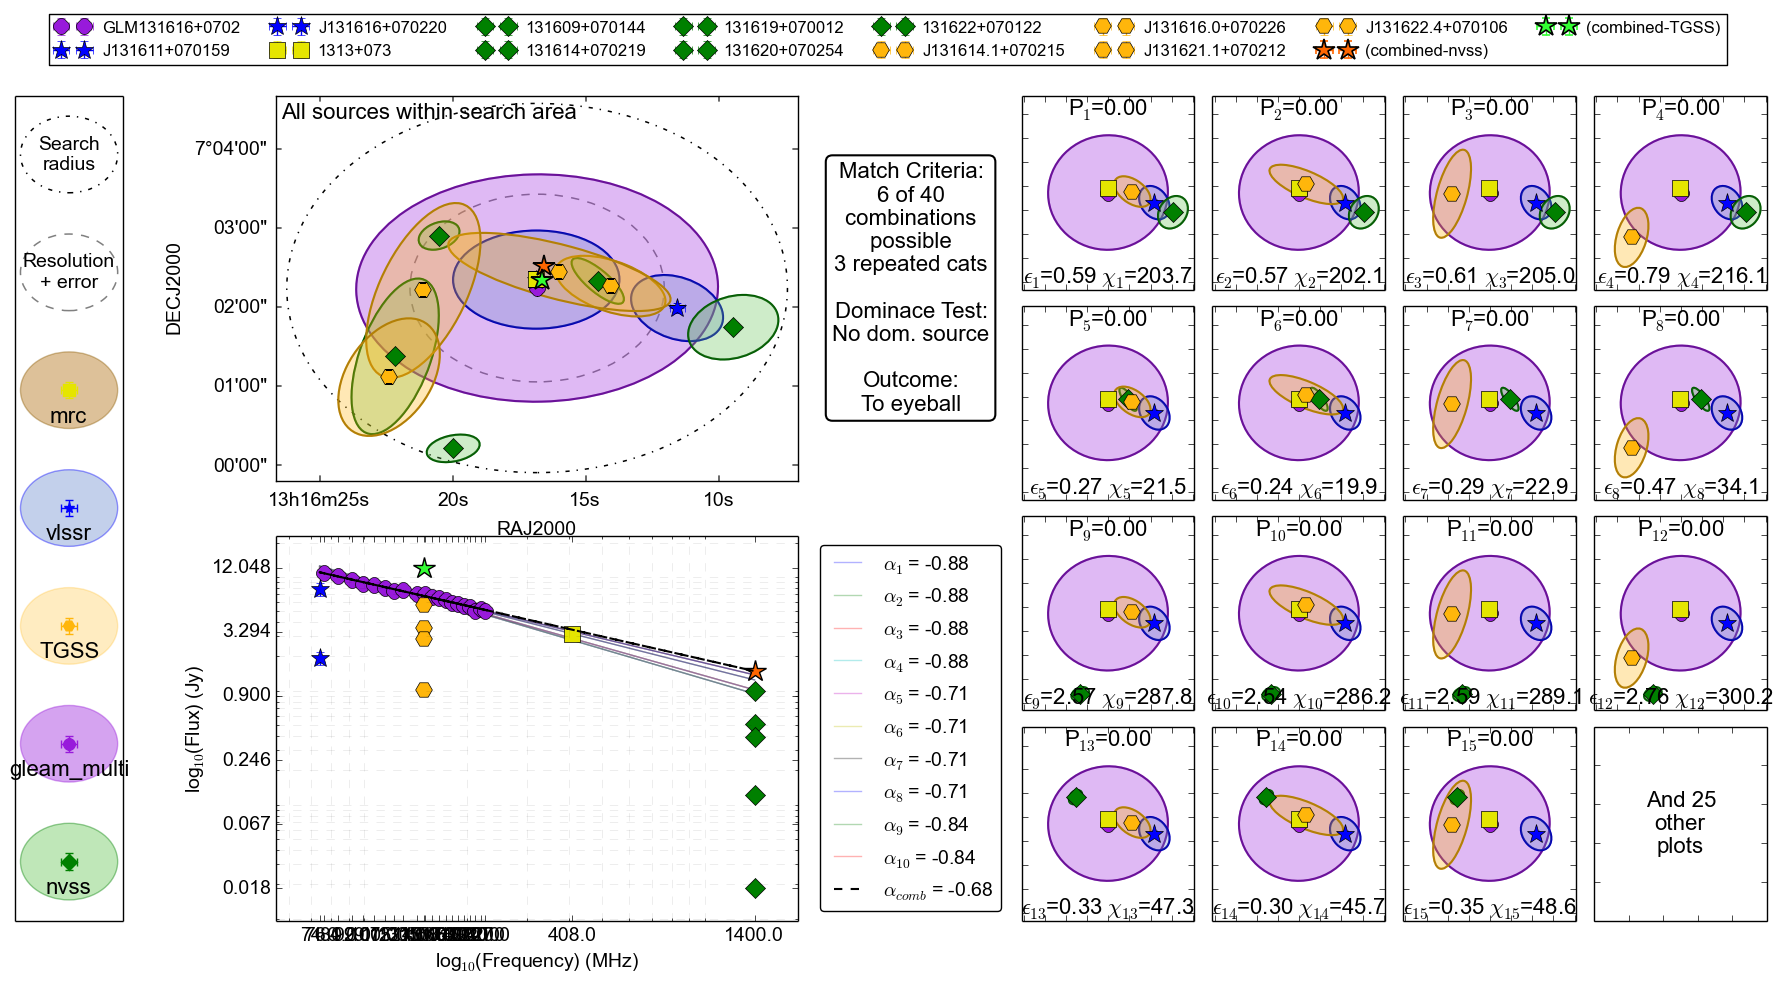 GLM131616+0702
J131616+070220
131609+070144
131619+070012
131622+070122
J131616.0+070226
J131622.4+070106
(combined-TGSS)
J131611+070159
1313+073
131614+070219
131620+070254
J131614.1+070215
J131621.1+070212
(combined-nvss)
Search
radius
Resolution
+ error
mrc
vlssr
TGSS
gleam_multi
nvss
All sources within search area
DECJ2000
7°04'00"
03'00"
02'00"
01'00"
00'00"
13h16m25s
20s
15s
10s
RAJ2000
Match Criteria:
6 of 40
combinations
possible
3 repeated cats
Dominace Test:
No dom. source
Outcome:
To eyeball
log10(Flux) (Jy)
12.048
3.294
0.900
0.246
0.067
0.018
408.0
1400.0
log10(Frequency) (MHz)
α1 = -0.88
α2 = -0.88
α3 = -0.88
α4 = -0.88
α5 = -0.71
α6 = -0.71
α7 = -0.71
α8 = -0.71
α9 = -0.84
α10 = -0.84
αcomb = -0.68
P1=0.00
ϵ1=0.59 χ1=203.7
P2=0.00
ϵ2=0.57 χ2=202.1
P3=0.00
ϵ3=0.61 χ3=205.0
P4=0.00
ϵ4=0.79 χ4=216.1
P5=0.00
ϵ5=0.27 χ5=21.5
P6=0.00
ϵ6=0.24 χ6=19.9
P7=0.00
ϵ7=0.29 χ7=22.9
P8=0.00
ϵ8=0.47 χ8=34.1
P9=0.00
ϵ9=2.57 χ9=287.8
P10=0.00
ϵ10=2.54 χ10=286.2
P11=0.00
ϵ11=2.59 χ11=289.1
P12=0.00
ϵ12=2.76 χ12=300.2
P13=0.00
ϵ13=0.33 χ13=47.3
P14=0.00
ϵ14=0.30 χ14=45.7
P15=0.00
ϵ15=0.35 χ15=48.6
And 25
other
plots